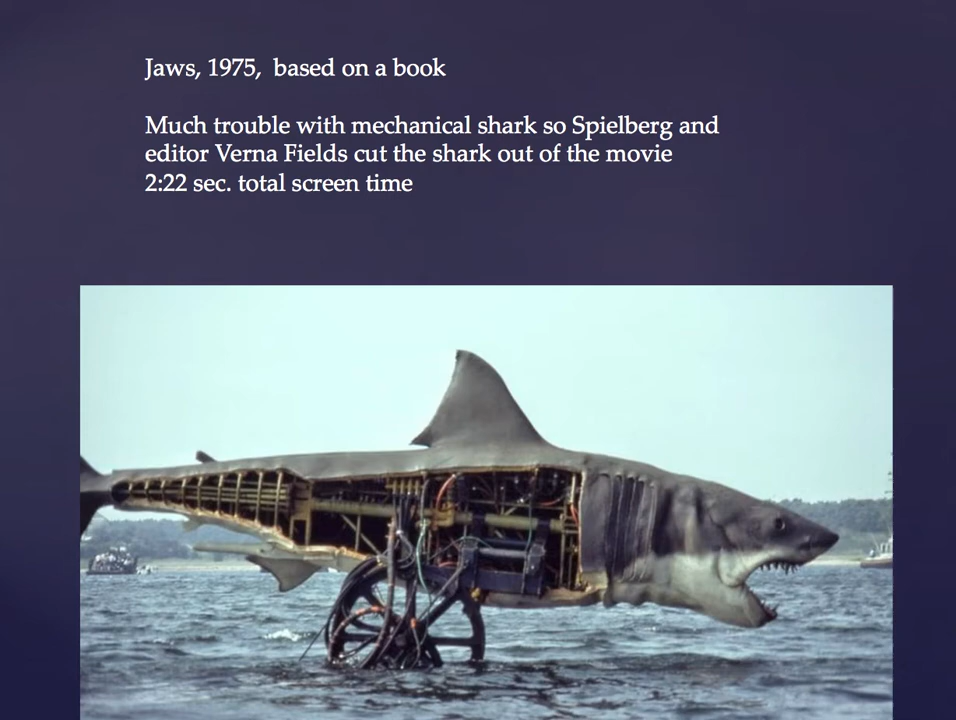 Jaws, 1975,  based on a book
Much trouble with mechanical shark so Spielberg and
editor Verna Fields cut the shark out of the movie
2:22 sec. total screen time